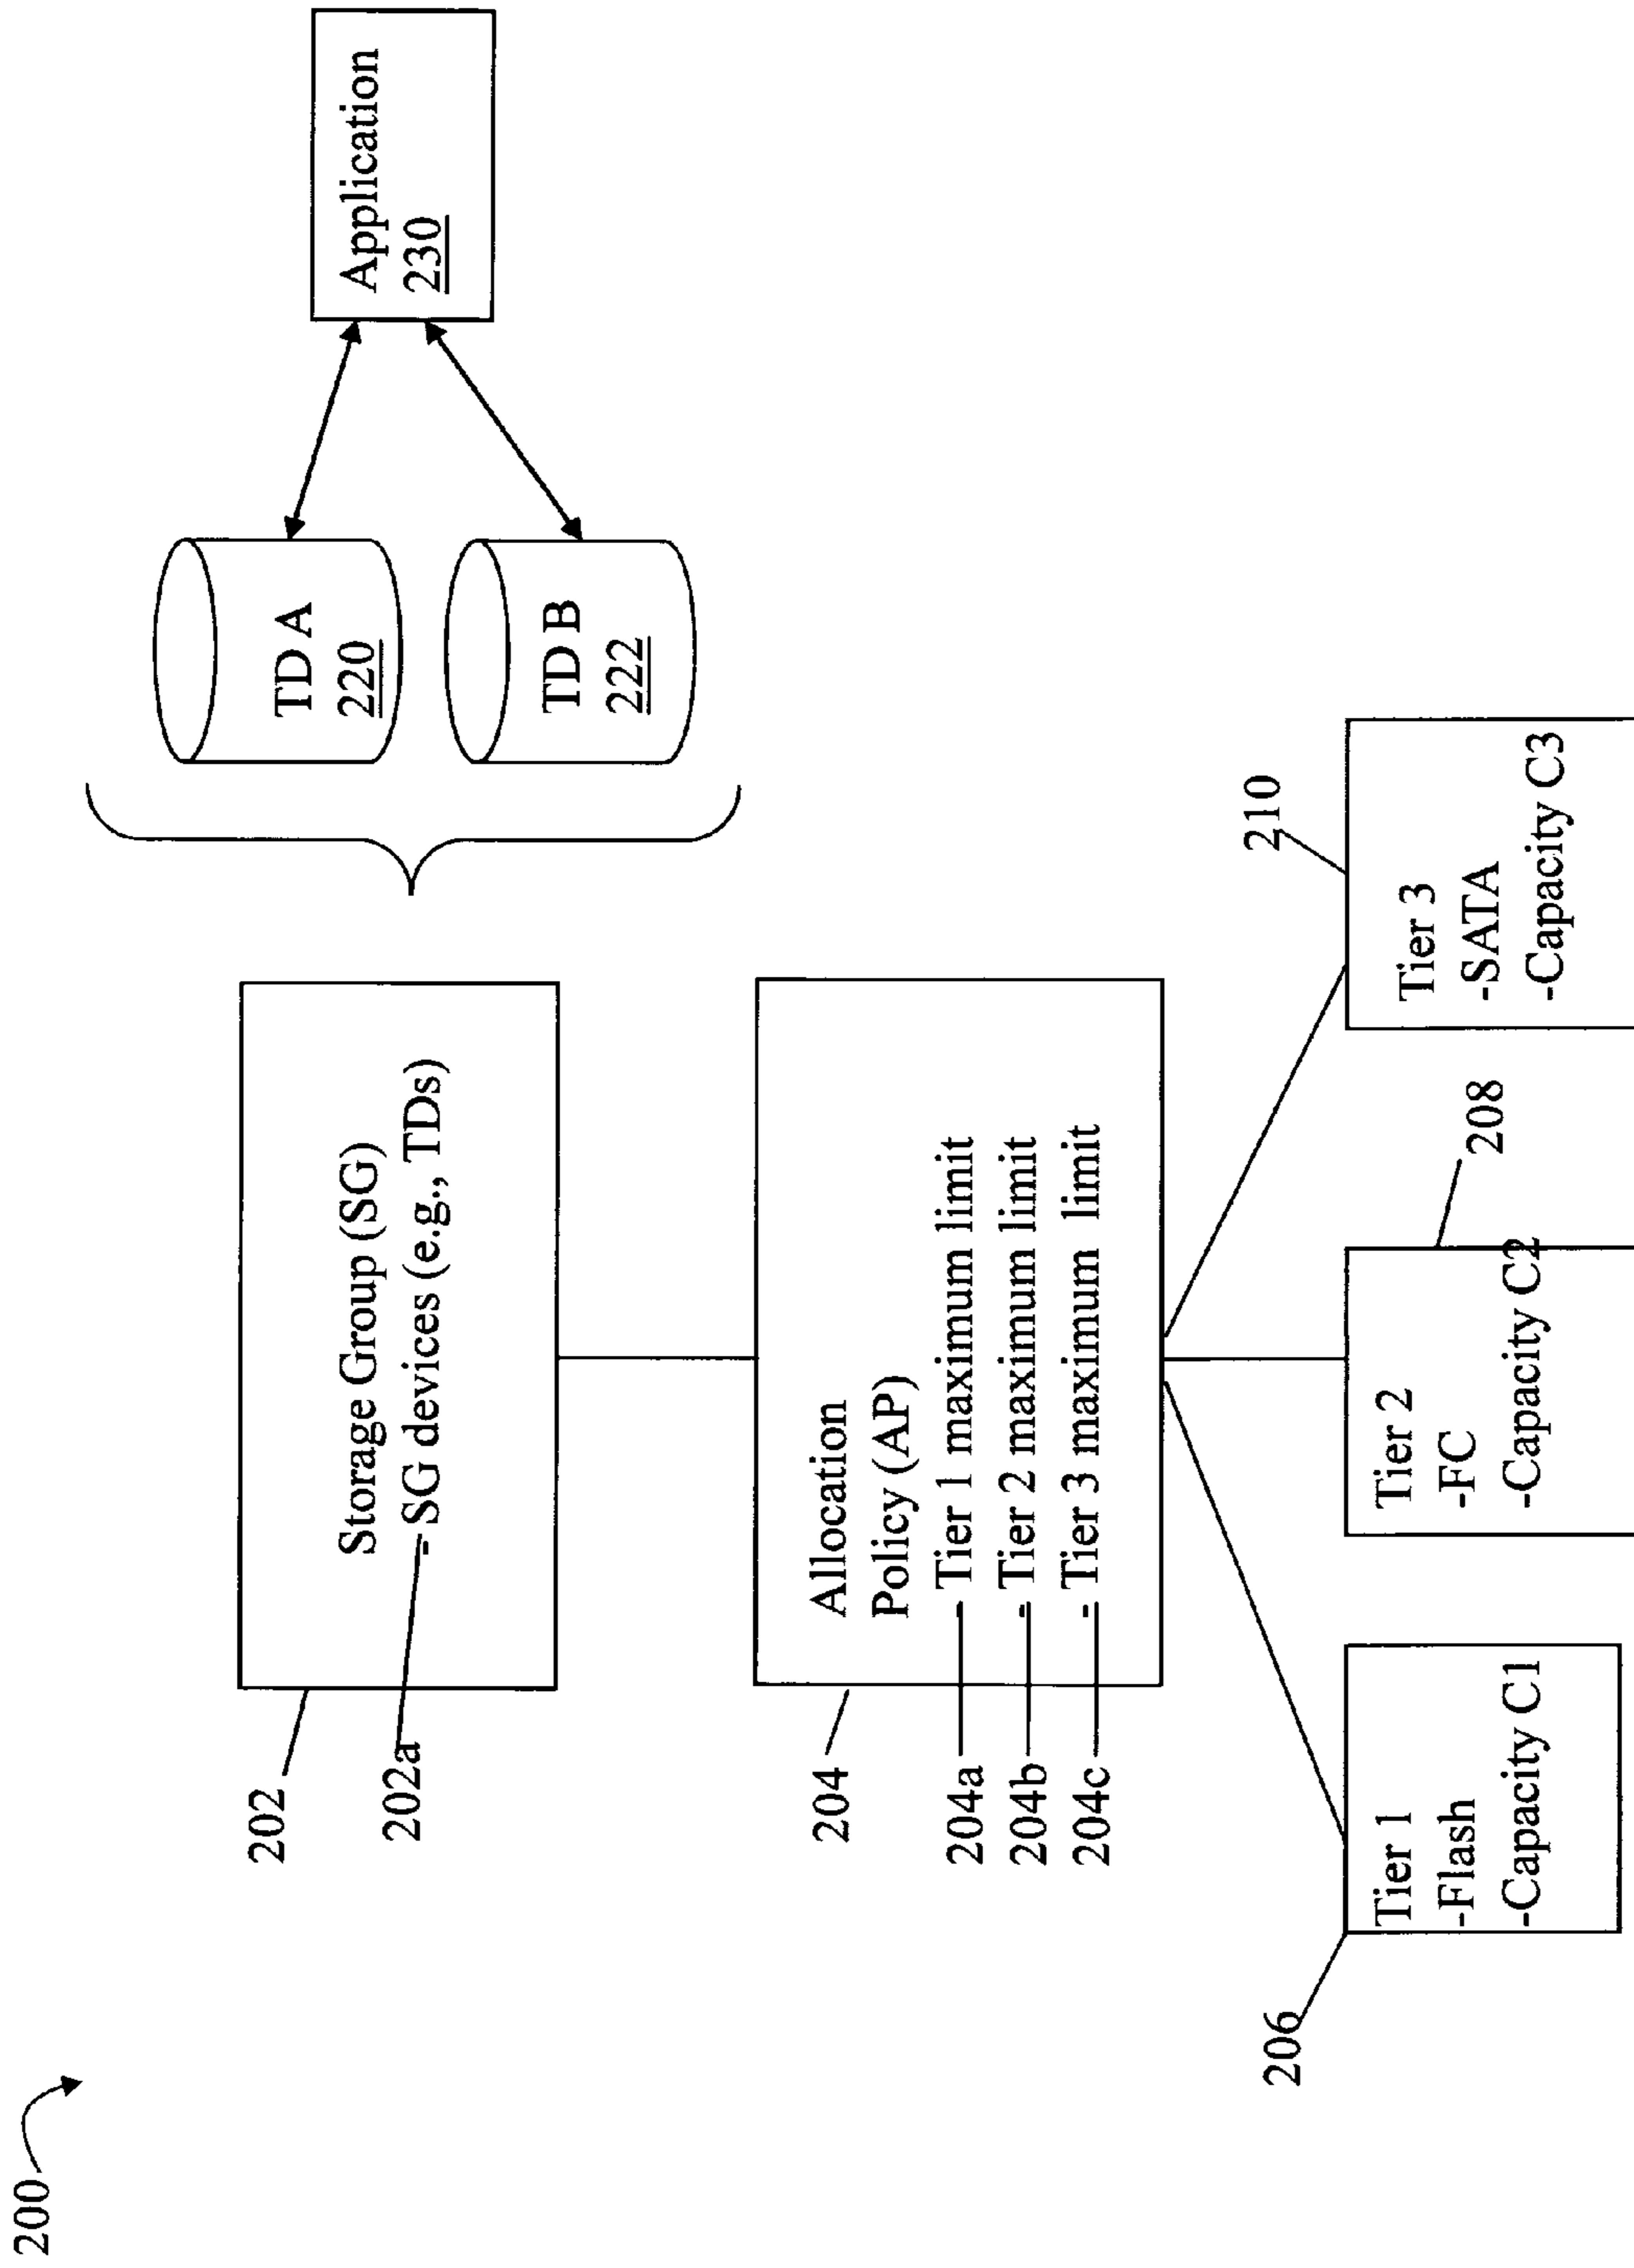 200
202
202a
Storage Group (SG)
- SG devices (e.g., TDs)
TD A
220
TD B
222
Application
230
204
204a
204b
204c
Allocation
Policy (AP)
- Tier 1 maximum limit
- Tier 2 maximum limit
- Tier 3 maximum limit
206
Tier 1
-Flash
-Capacity C1
208
Tier 2
-FC
-Capacity C2
210
Tier 3
-SATA
-Capacity C3